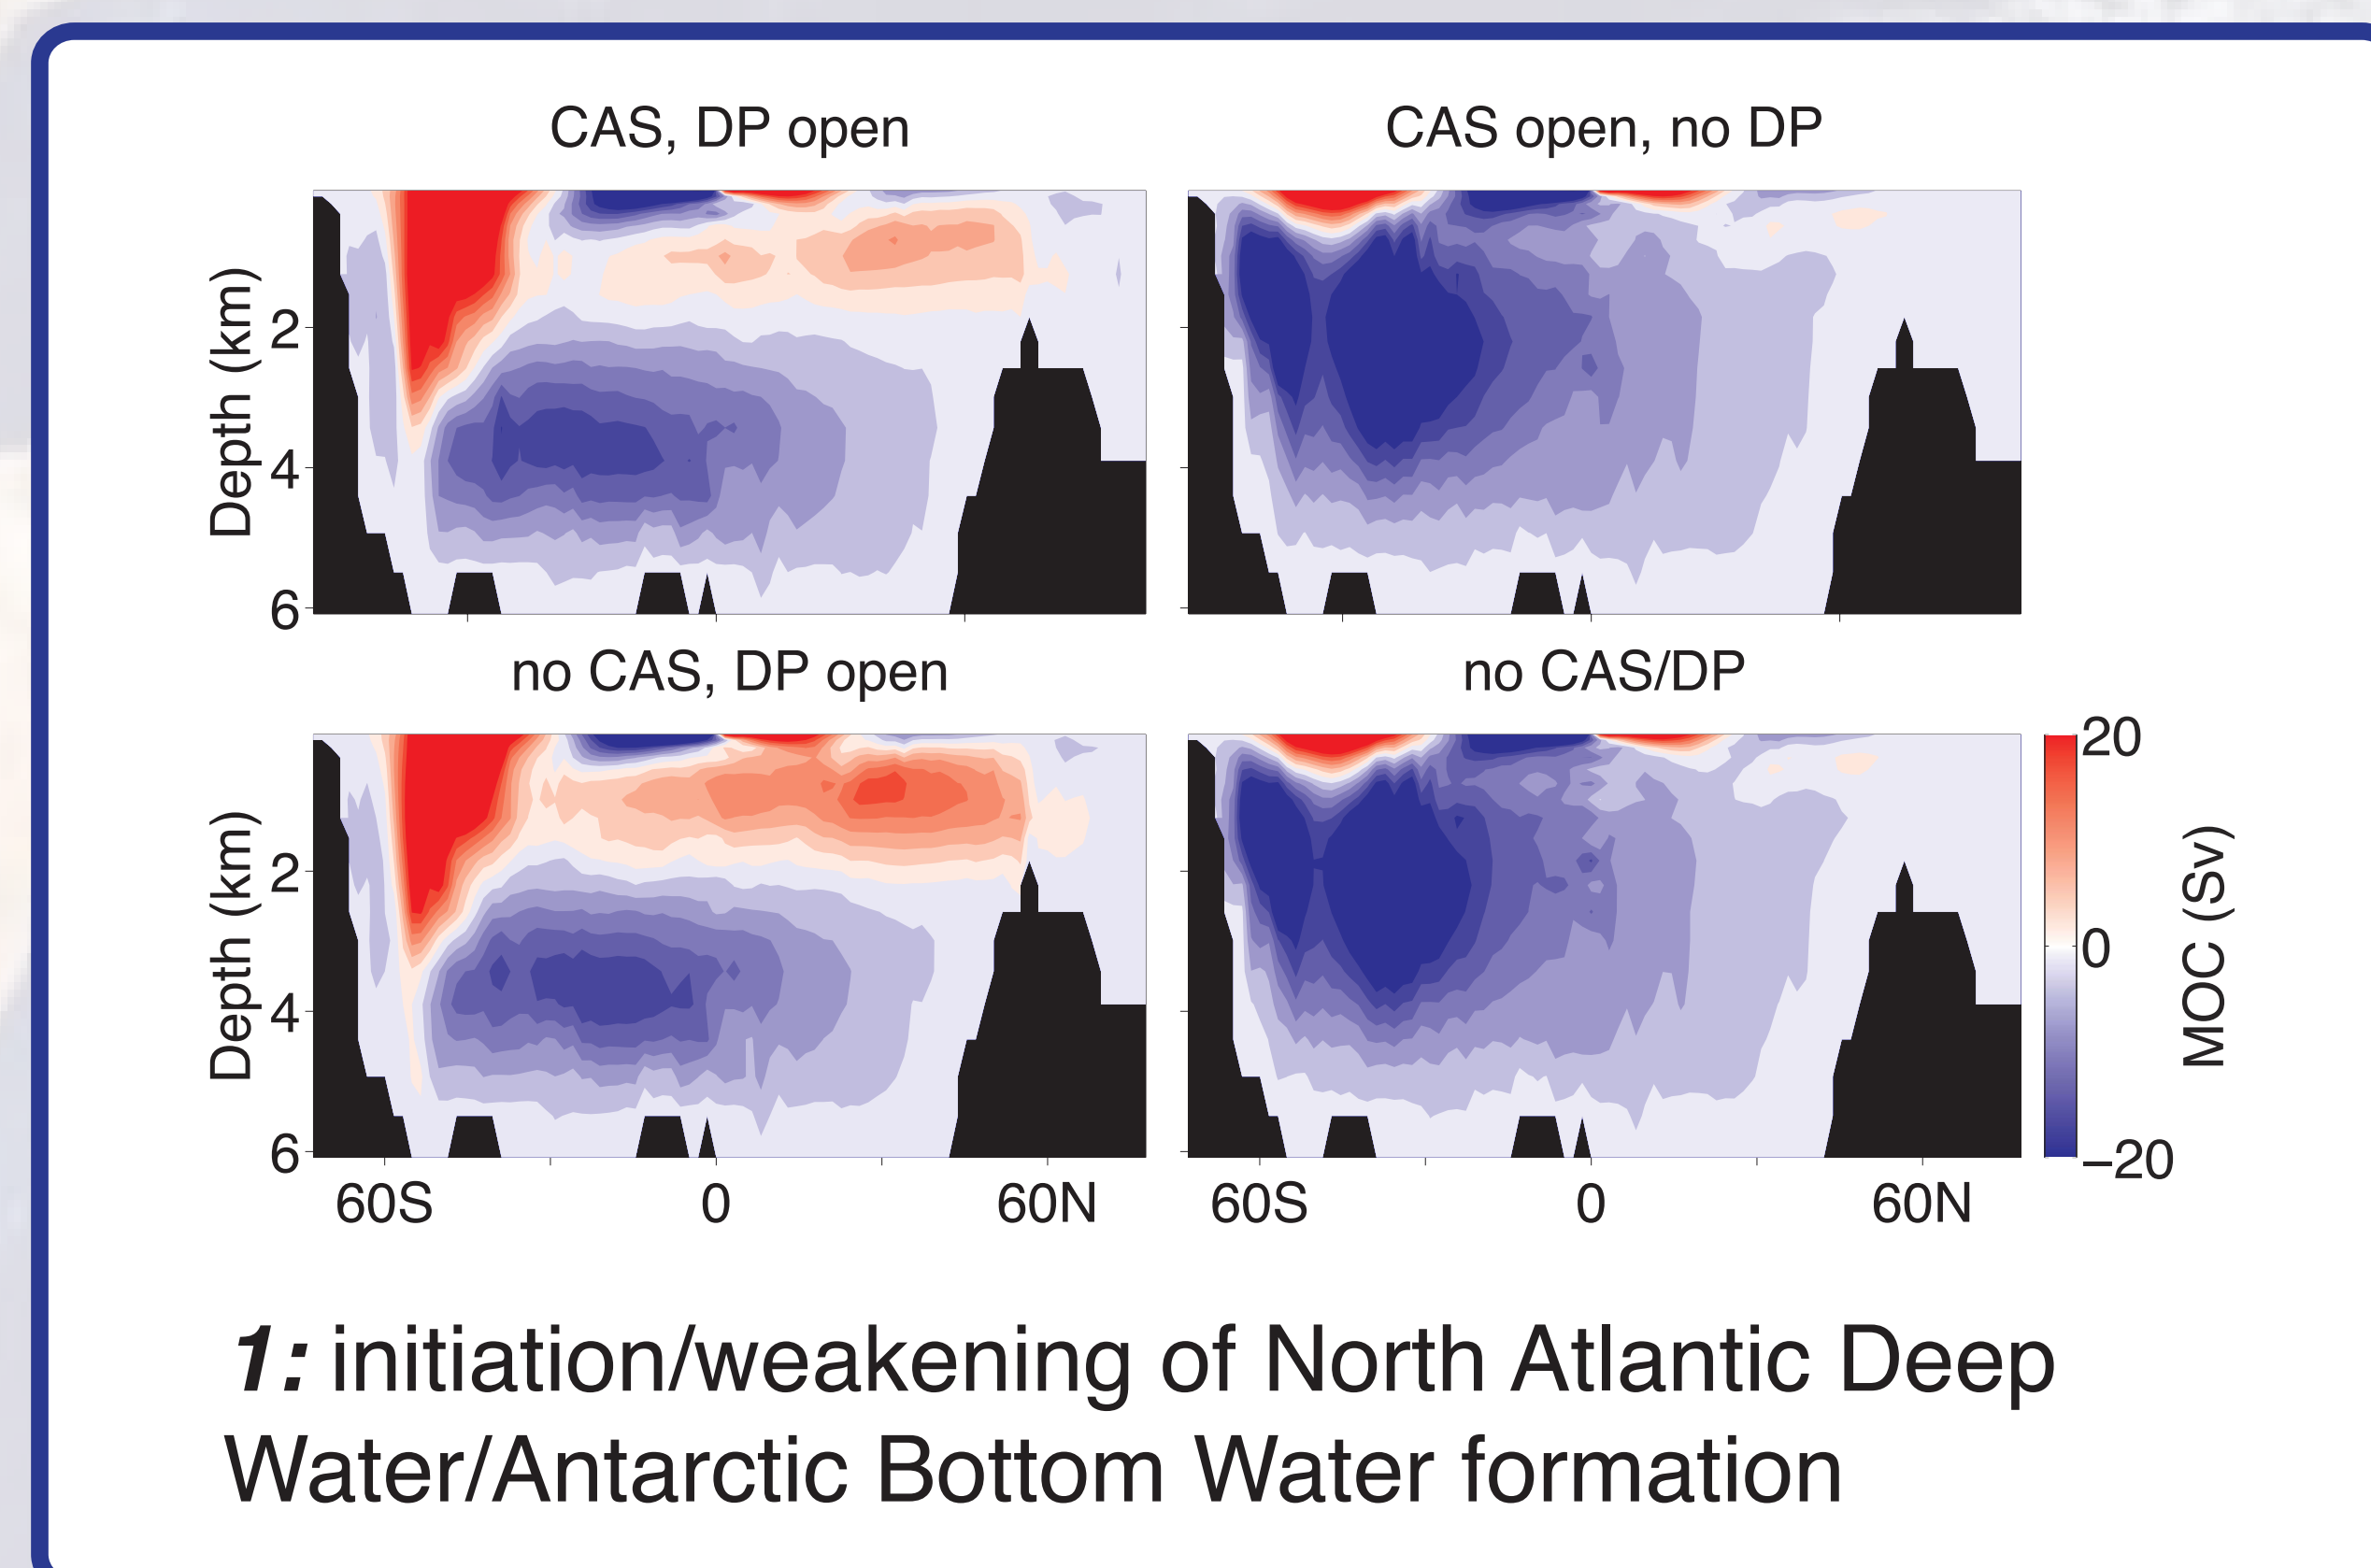 CAS, DP open
CAS open, no DP
Depth (km)
2
4
6
no CAS, DP open
no CAS/DP
Depth (km)
2
4
6
60S
0
60N
60S
0
60N
20
0
−20
MOC (Sv)
1: initiation/weakening of North Atlantic Deep
Water/Antarctic Bottom Water formation